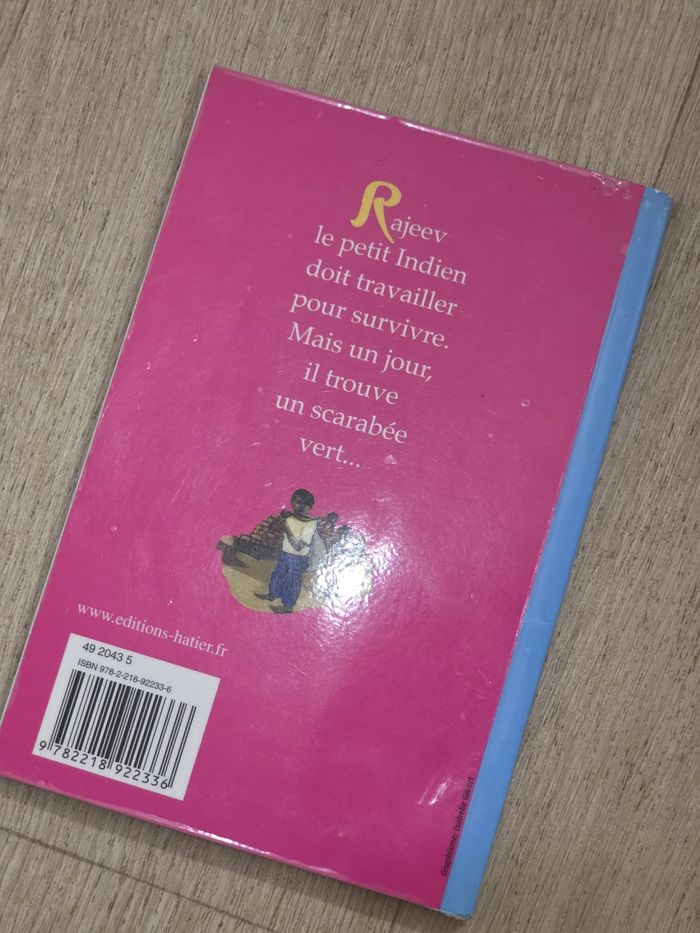 Rajeev
le petit Indien
doit travailler
pour survivre.
Mais un jour,
il trouve
un scarabée
vert...
www.editions-hatier.fr
49 2043 5
ISBN 978-2-218-92233-6
9 782218 922336
Graphisme: Isabelle Gibert